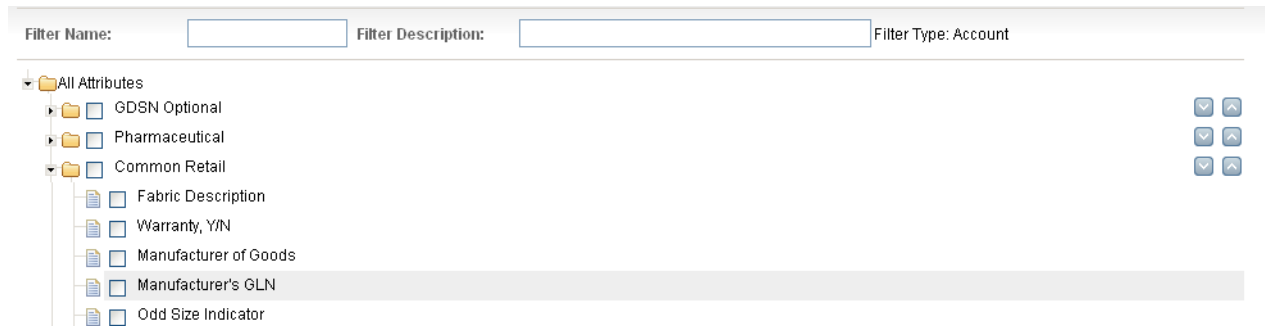 Filter Name: Filter Description: Filter Type: Account
All Attributes
GDSN Optional
Pharmaceutical
Common Retail
Fabric Description
Warranty, Y/N
Manufacturer of Goods
Manufacturer's GLN
Odd Size Indicator